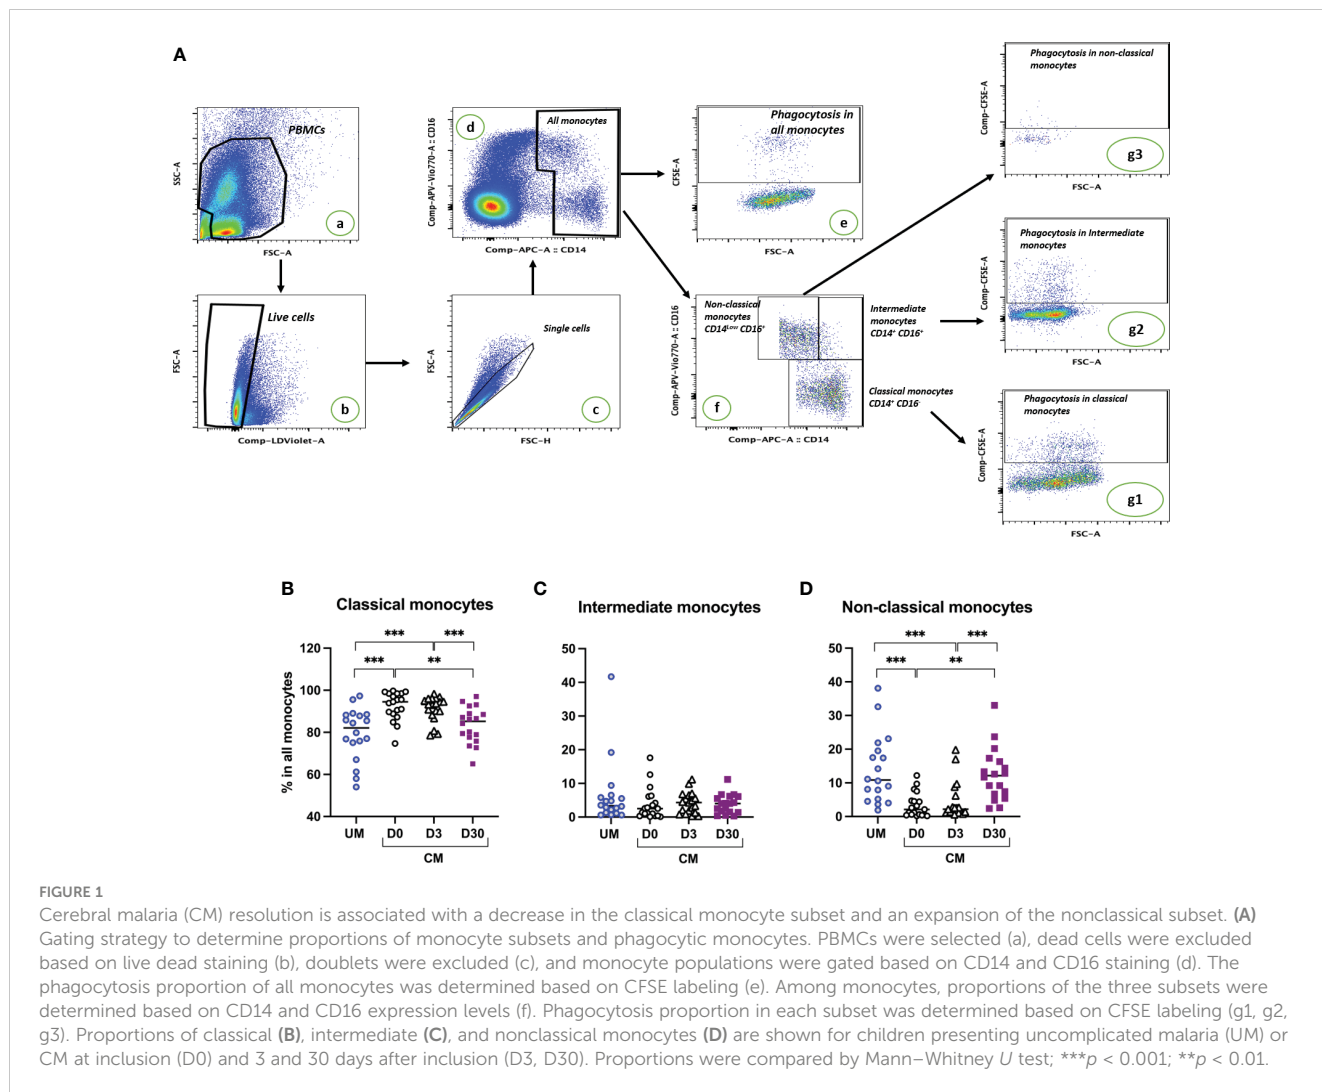 A
PBMCs
SSC-A
a
FSC-A
d
All monocytes
Comp-APV-Vio770-A :: CD16
Comp-APC-A :: CD14
Phagocytosis in
all monocytes
CFSE-A
e
FSC-A
Phagocytosis in non-classical
monocytes
Comp-CFSE-A
g3
FSC-A
Live cells
FSC-A
b
Comp-LDViolet-A
Single cells
FSC-A
c
FSC-H
Non-classical
monocytes
CD14Low CD16+
Comp-APV-Vio770-A :: CD16
f
Comp-APC-A :: CD14
Intermediate
monocytes
CD14+ CD16+
Classical monocytes
CD14+ CD16-
Phagocytosis in Intermediate
monocytes
Comp-CFSE-A
g2
FSC-A
Phagocytosis in classical
monocytes
Comp-CFSE-A
g1
FSC-A
B
Classical monocytes
*** ***
*** **
% in all monocytes
120
100
80
60
40
UM D0 D3 D30
CM
C
Intermediate monocytes
50
40
30
20
10
0
UM D0 D3 D30
CM
D
Non-classical monocytes
*** ***
*** **
50
40
30
20
10
0
UM D0 D3 D30
CM
FIGURE 1
Cerebral malaria (CM) resolution is associated with a decrease in the classical monocyte subset and an expansion of the nonclassical subset. (A)
Gating strategy to determine proportions of monocyte subsets and phagocytic monocytes. PBMCs were selected (a), dead cells were excluded
based on live dead staining (b), doublets were excluded (c), and monocyte populations were gated based on CD14 and CD16 staining (d). The
phagocytosis proportion of all monocytes was determined based on CFSE labeling (e). Among monocytes, proportions of the three subsets were
determined based on CD14 and CD16 expression levels (f). Phagocytosis proportion in each subset was determined based on CFSE labeling (g1, g2,
g3). Proportions of classical (B), intermediate (C), and nonclassical monocytes (D) are shown for children presenting uncomplicated malaria (UM) or
CM at inclusion (D0) and 3 and 30 days after inclusion (D3, D30). Proportions were compared by Mann–Whitney U test; ***p < 0.001; **p < 0.01.